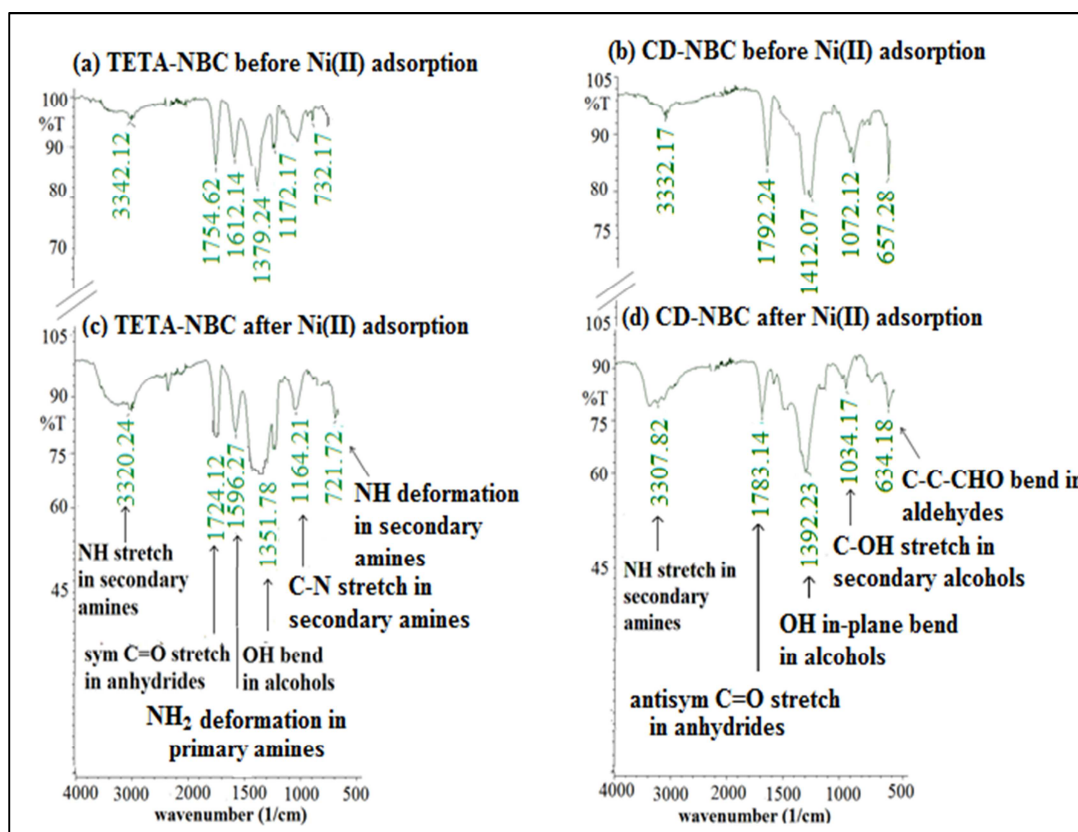 (a) TETA-NBC before Ni(II) adsorption
100
%T
90
80
70
3342.12
1754.62
1612.14
1379.24
1172.17
732.17
(b) CD-NBC before Ni(II) adsorption
105
%T
90
80
75
3332.17
1792.24
1412.07
1072.12
657.28
(c) TETA-NBC after Ni(II) adsorption
105
90
%T
75
60
45
3320.24
1724.12
1596.27
1351.78
1164.21
721.72
NH stretch
in secondary
amines
sym C=O stretch
in anhydrides
NH2 deformation in
primary amines
OH bend
in alcohols
C-N stretch in
secondary amines
NH deformation
in secondary
amines
4000 3000 2000 1000 500
wavenumber (1/cm)
(d) CD-NBC after Ni(II) adsorption
105
90
%T
75
60
45
3307.82
1783.14
1392.23
1034.17
634.18
NH stretch in
secondary
amines
antisym C=O stretch
in anhydrides
OH in-plane bend
in alcohols
C-OH stretch in
secondary alcohols
C-C-CHO bend in
aldehydes
4000 3000 2000 1000 500
wavenumber (1/cm)